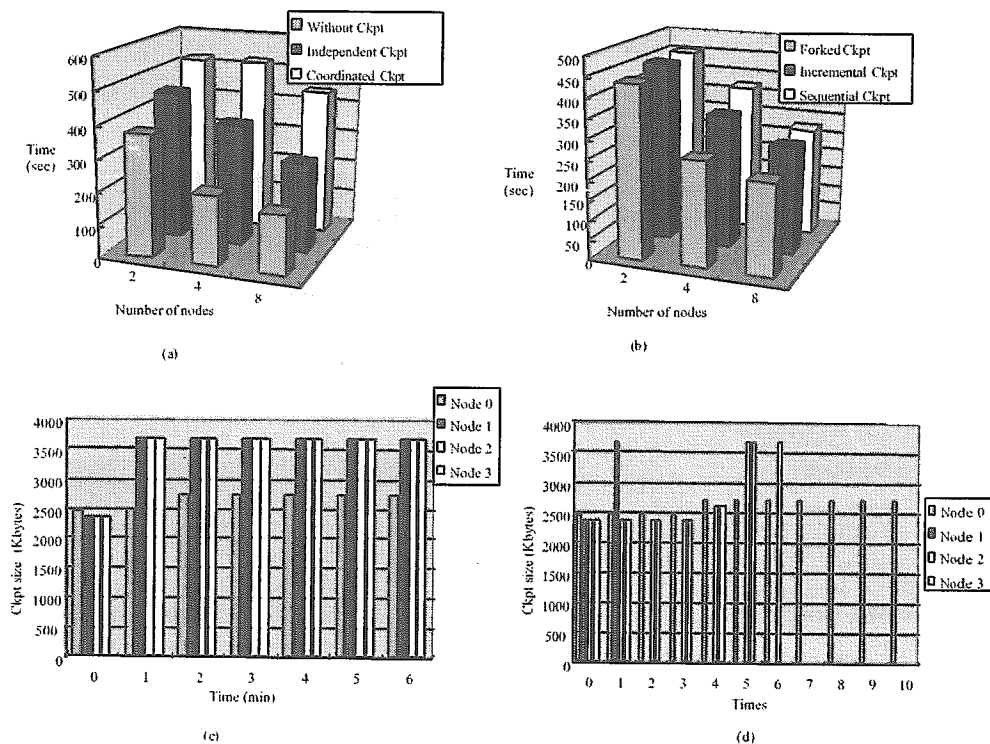 Without Ckpt
Independent Ckpt
Coordinated Ckpt
600
500
400
300
200
100
0
Time
(sec)
2
4
8
Number of nodes
(a)
Forked Ckpt
Incremental Ckpt
Sequential Ckpt
500
450
400
350
300
250
200
150
100
50
0
Time
(sec)
2
4
8
Number of nodes
(b)
Node 0
Node 1
Node 2
Node 3
4000
3500
3000
2500
2000
1500
1000
500
0
Ckpt size (Kbytes)
0 1 2 3 4 5 6
Time (min)
(c)
4000
3500
3000
2500
2000
1500
1000
500
0
Ckpt size (Kbytes)
0 1 2 3 4 5 6 7 8 9 10
Times
Node 0
Node 1
Node 2
Node 3
(d)